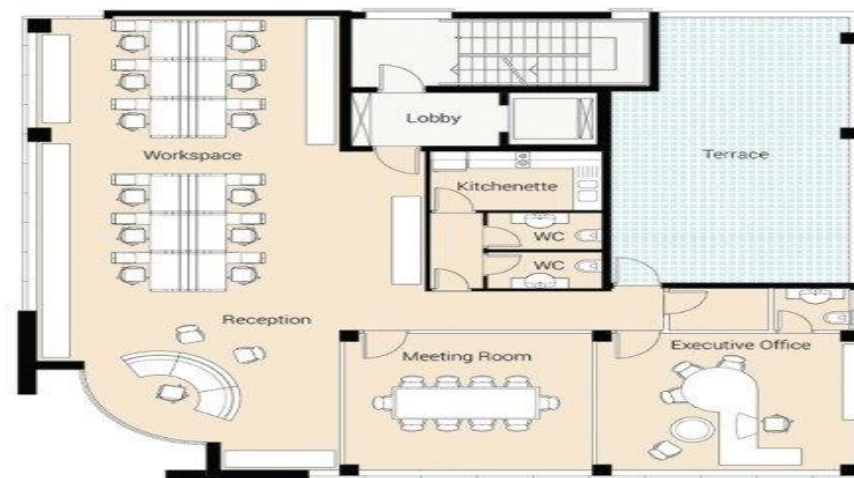 Lobby
Workspace
Terrace
Kitchenette
WC
WC
Reception
Meeting Room
Executive Office